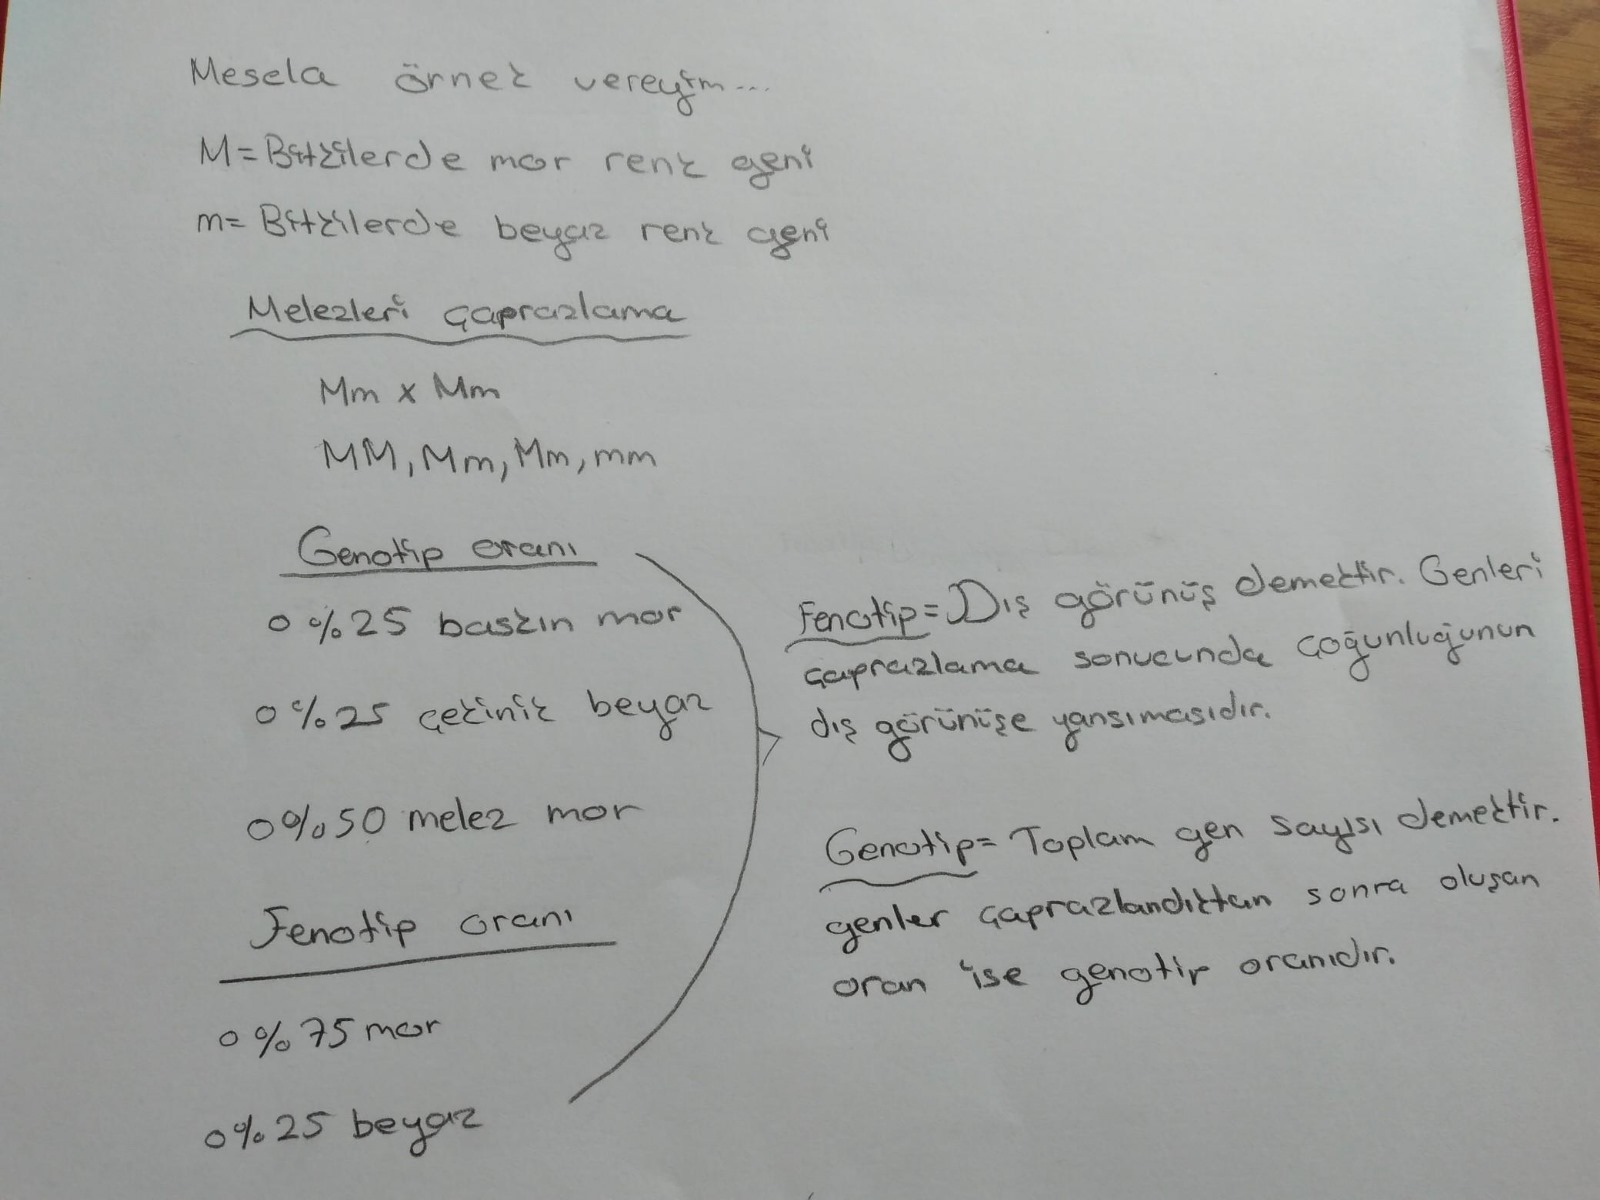 Mesela örnek vereyim...
M=Bitkilerde mor renk geni
m=Bitkilerde beyaz renk geni
Melezleri çaprazlama
Mm x Mm
MM, Mm, Mm, mm
Genotip oranı
o %25 baskın mor
o %25 çekinik beyaz
o %50 melez mor
Fenotip oranı
o %75 mor
o %25 beyaz
Fenotip=Dış görünüş demektir. Genleri
çaprazlama sonucunda çoğunluğunun
dış görünüşe yansımasıdır.
Genotip= Toplam gen sayısı demektir.
genler çaprazlandıktan sonra oluşan
oran ise genotip oranıdır.